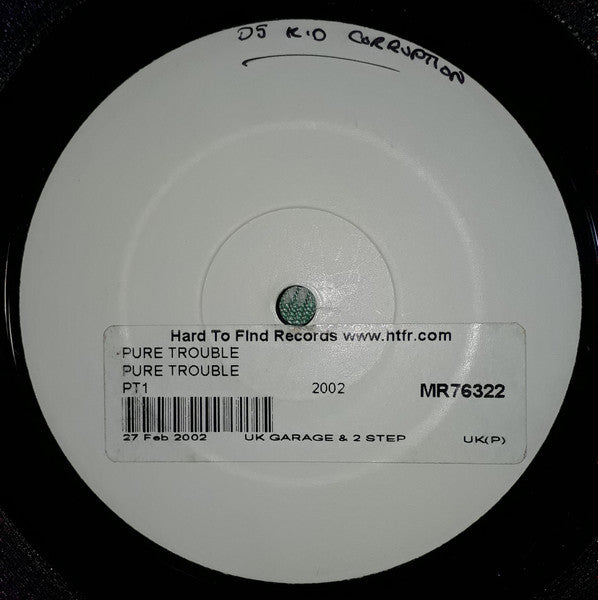 DJ K.O CORRUPTION
Hard To Find Records www.htfr.com
PURE TROUBLE
PURE TROUBLE
PT1 2002 MR76322
27 Feb 2002 UK GARAGE & 2 STEP UK(P)